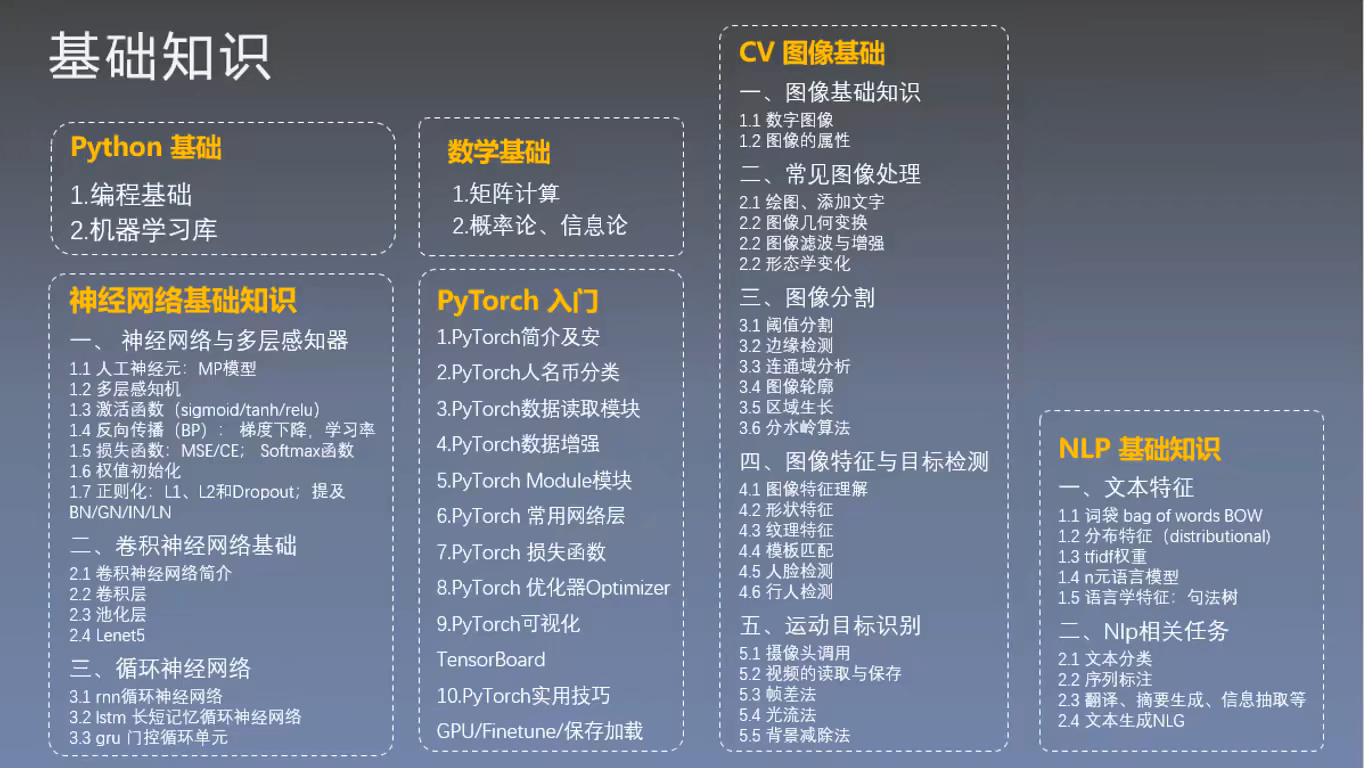 基础知识
Python 基础
1.编程基础
2.机器学习库
数学基础
1.矩阵计算
2.概率论、信息论
神经网络基础知识
一、 神经网络与多层感知器
1.1 人工神经元：MP模型
1.2 多层感知机
1.3 激活函数（sigmoid/tanh/relu）
1.4 反向传播（BP）： 梯度下降，学习率
1.5 损失函数：MSE/CE； Softmax函数
1.6 权值初始化
1.7 正则化：L1、L2和Dropout；提及
BN/GN/IN/LN
二、卷积神经网络基础
2.1 卷积神经网络简介
2.2 卷积层
2.3 池化层
2.4 Lenet5
三、循环神经网络
3.1 rnn循环神经网络
3.2 lstm 长短记忆循环神经网络
3.3 gru 门控循环单元
PyTorch 入门
1.PyTorch简介及安
2.PyTorch人名币分类
3.PyTorch数据读取模块
4.PyTorch数据增强
5.PyTorch Module模块
6.PyTorch 常用网络层
7.PyTorch 损失函数
8.PyTorch 优化器Optimizer
9.PyTorch可视化
TensorBoard
10.PyTorch实用技巧
GPU/Finetune/保存加载
CV 图像基础
一、图像基础知识
1.1 数字图像
1.2 图像的属性
二、常见图像处理
2.1 绘图、添加文字
2.2 图像几何变换
2.2 图像滤波与增强
2.2 形态学变化
三、图像分割
3.1 阈值分割
3.2 边缘检测
3.3 连通域分析
3.4 图像轮廓
3.5 区域生长
3.6 分水岭算法
四、图像特征与目标检测
4.1 图像特征理解
4.2 形状特征
4.3 纹理特征
4.4 模板匹配
4.5 人脸检测
4.6 行人检测
五、运动目标识别
5.1 摄像头调用
5.2 视频的读取与保存
5.3 帧差法
5.4 光流法
5.5 背景减除法
NLP 基础知识
一、文本特征
1.1 词袋 bag of words BOW
1.2 分布特征（distributional)
1.3 tfidf权重
1.4 n元语言模型
1.5 语言学特征：句法树
二、Nlp相关任务
2.1 文本分类
2.2 序列标注
2.3 翻译、摘要生成、信息抽取等
2.4 文本生成NLG